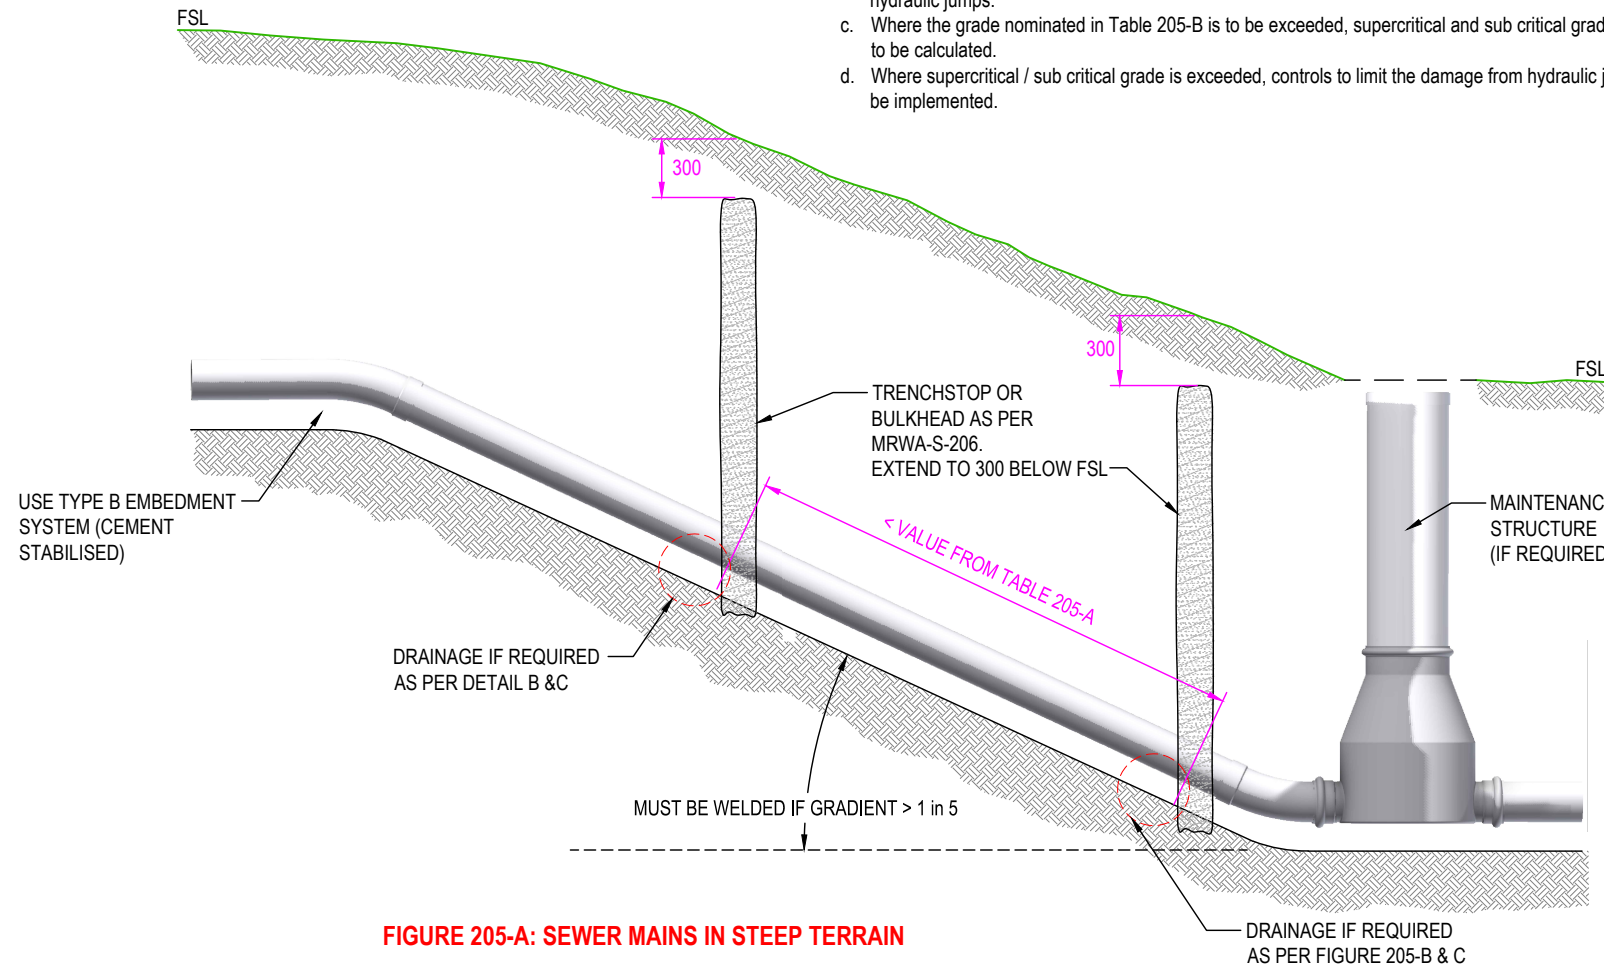 hydraulic jumps.
c. Where the grade nominated in Table 205-B is to be exceeded, supercritical and sub critical grad
to be calculated.
d. Where supercritical / sub critical grade is exceeded, controls to limit the damage from hydraulic j
be implemented.
FSL
300
300
FSL
TRENCHSTOP OR
BULKHEAD AS PER
MRWA-S-206.
EXTEND TO 300 BELOW FSL
USE TYPE B EMBEDMENT
SYSTEM (CEMENT
STABILISED)
MAINTENANC
STRUCTURE
(IF REQUIRED
< VALUE FROM TABLE 205-A
DRAINAGE IF REQUIRED
AS PER DETAIL B &C
MUST BE WELDED IF GRADIENT > 1 in 5
FIGURE 205-A: SEWER MAINS IN STEEP TERRAIN
DRAINAGE IF REQUIRED
AS PER FIGURE 205-B & C